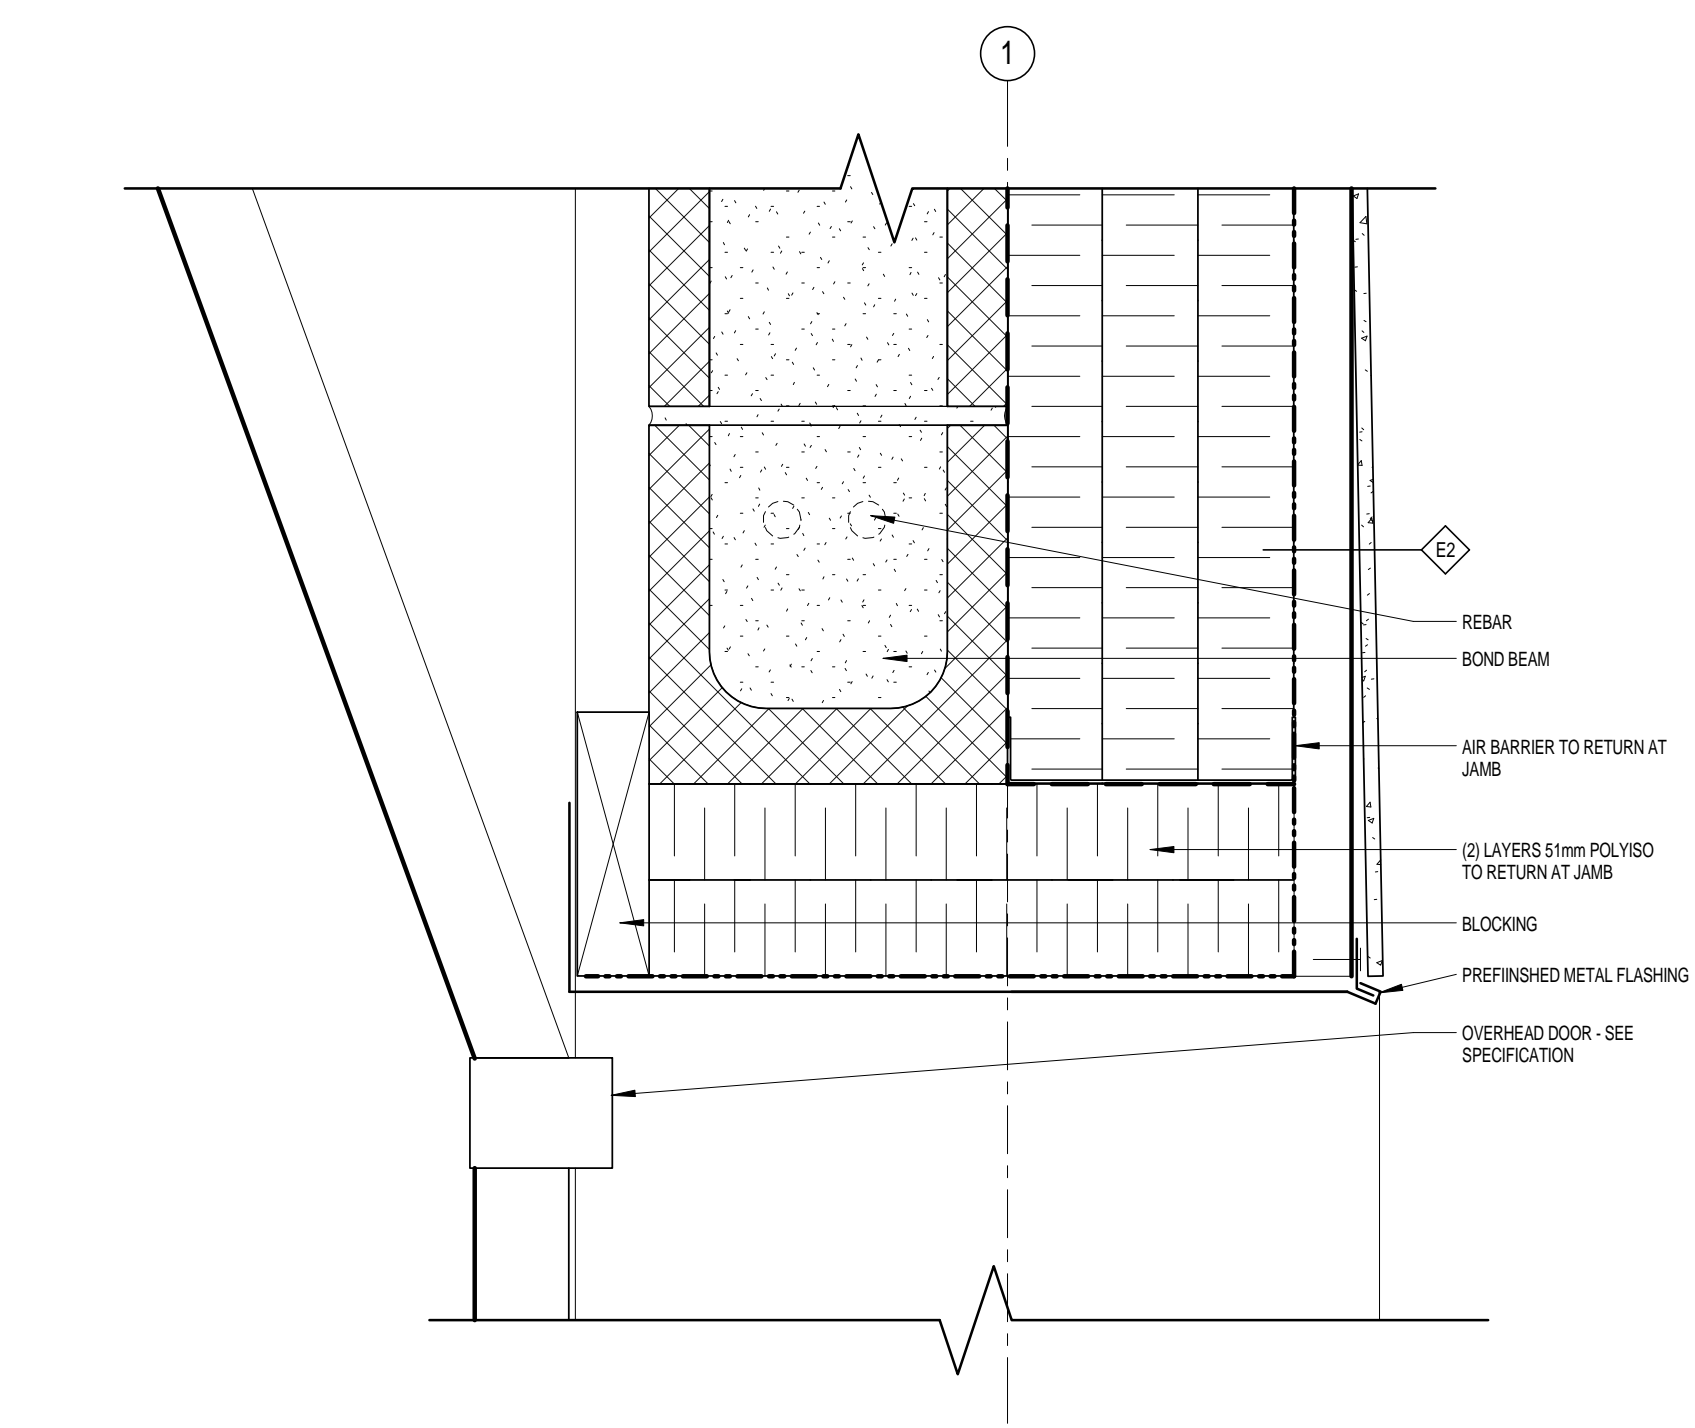 1
E2
REBAR
BOND BEAM
AIR BARRIER TO RETURN AT
JAMB
(2) LAYERS 51mm POLYISO
TO RETURN AT JAMB
BLOCKING
PREFIINSHED METAL FLASHING
OVERHEAD DOOR - SEE
SPECIFICATION